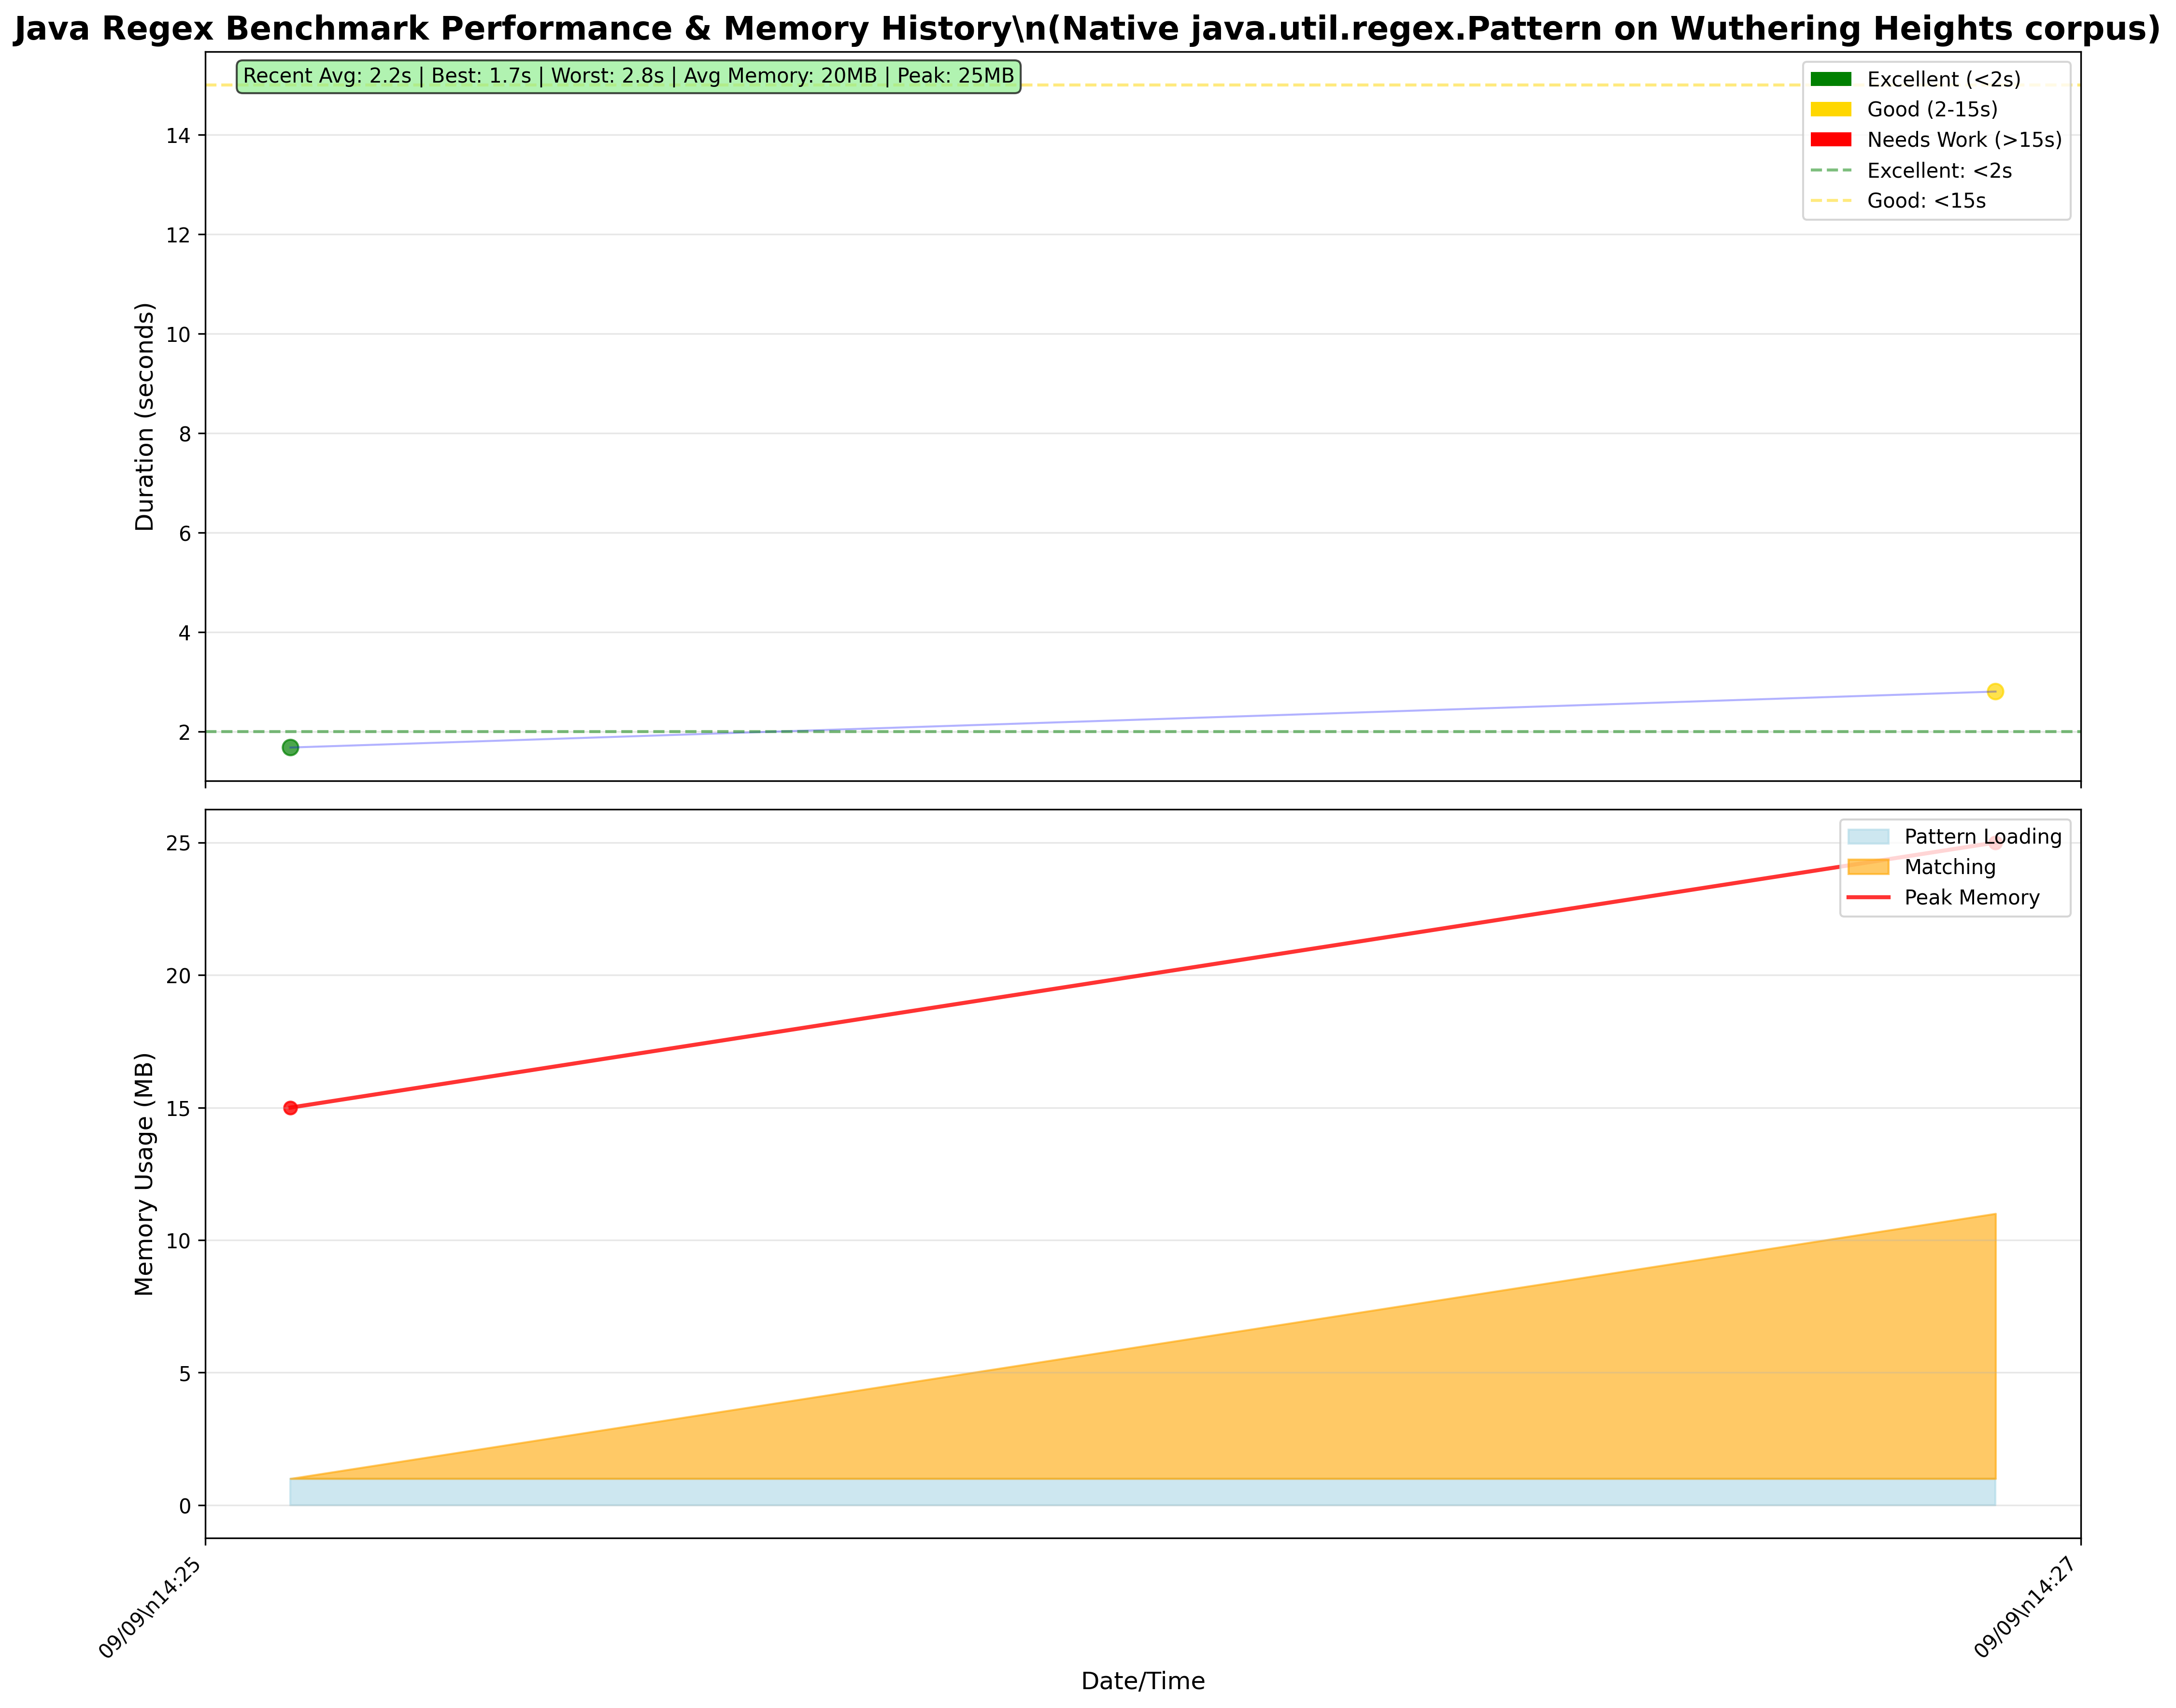 Java Regex Benchmark Performance & Memory History\n(Native java.util.regex.Pattern on Wuthering Heights corpus)
Recent Avg: 2.2s | Best: 1.7s | Worst: 2.8s | Avg Memory: 20MB | Peak: 25MB
Excellent (<2s)
Good (2-15s)
Needs Work (>15s)
Excellent: <2s
Good: <15s
Duration (seconds)
14
12
10
8
6
4
2
Pattern Loading
Matching
Peak Memory
Memory Usage (MB)
25
20
15
10
5
0
09/09\n14:25
09/09\n14:27
Date/Time